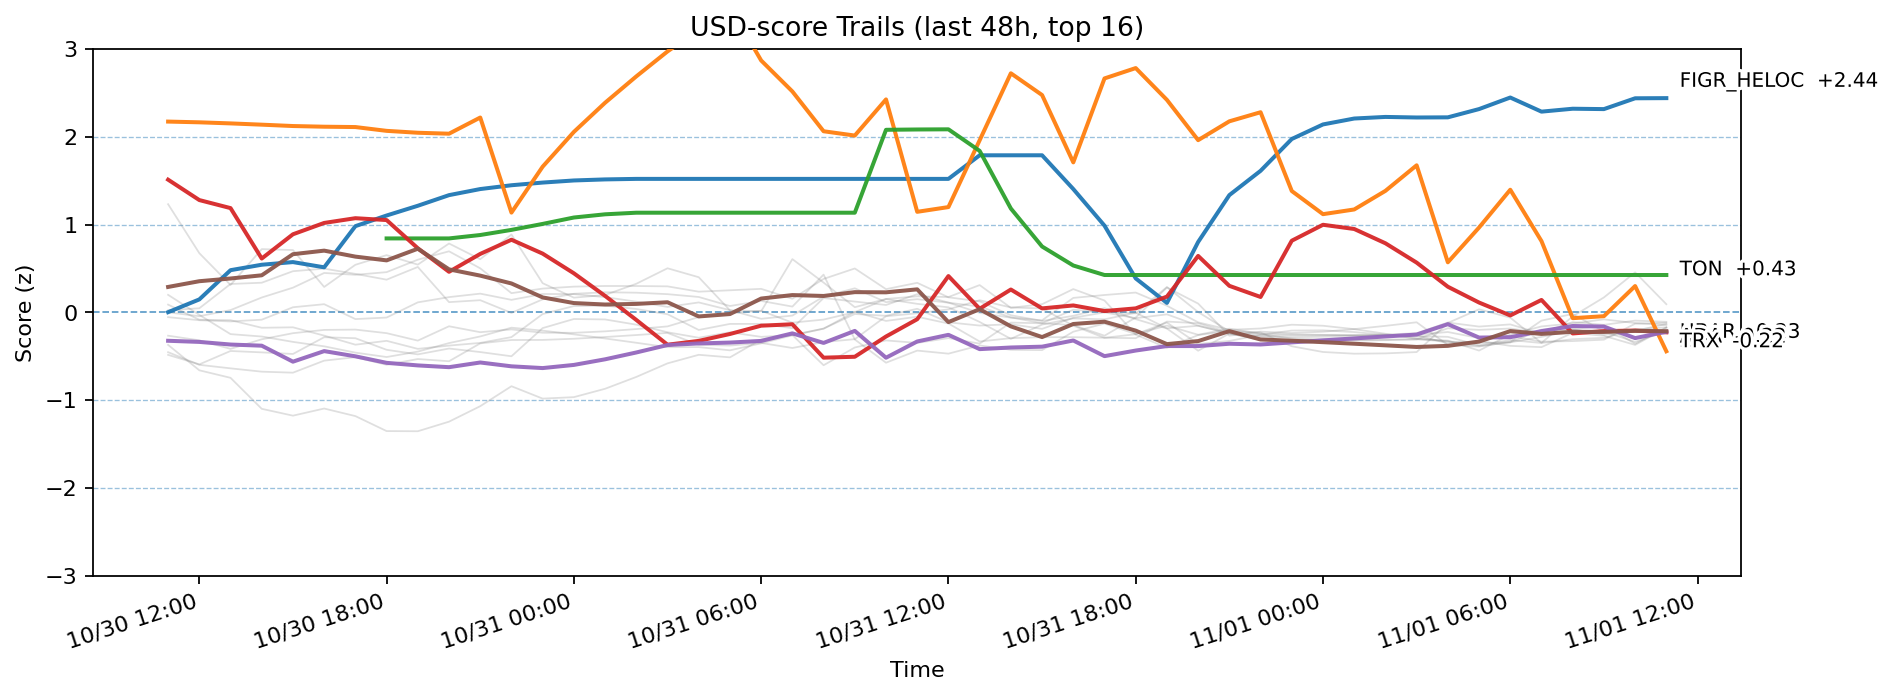 USD-score Trails (last 48h, top 16)
Score (z)
3
2
1
0
−1
−2
−3
FIGR_HELOC +2.44
TON +0.43
TRX -0.22
10/30 12:00
10/30 18:00
10/31 00:00
10/31 06:00
10/31 12:00
10/31 18:00
11/01 00:00
11/01 06:00
11/01 12:00
Time